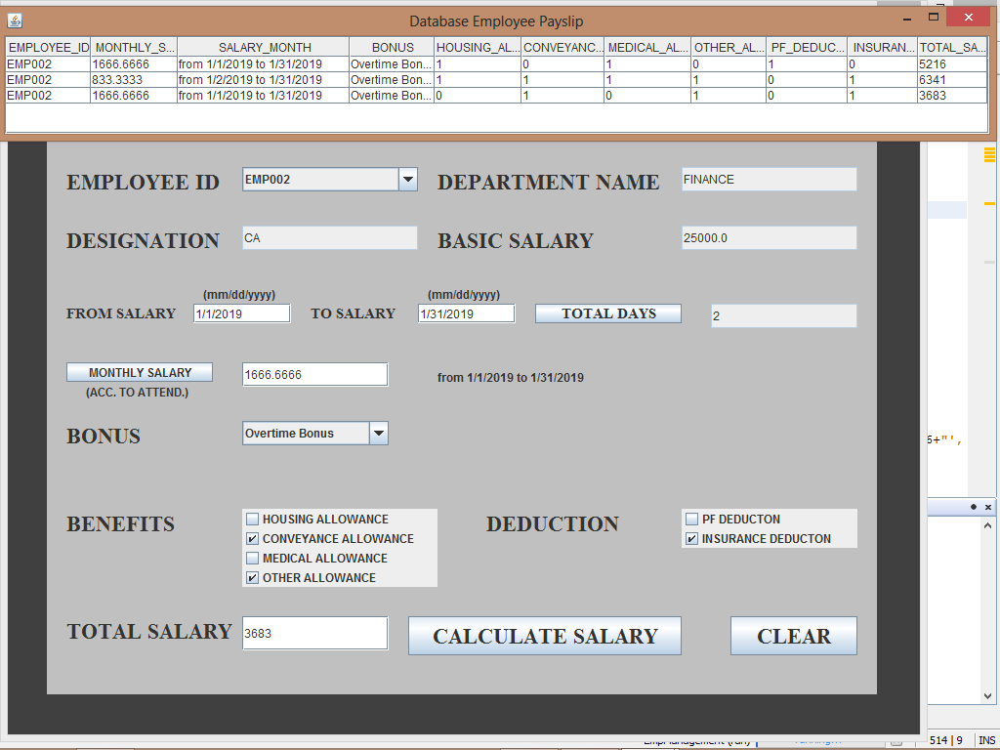 Database Employee Payslip
EMPLOYEE_ID MONTHLY_S... SALARY_MONTH BONUS HOUSING_AL... CONVEYANC... MEDICAL_AL... OTHER_AL... PF_DEDUC... INSURAN... TOTAL_SA...
EMP002 1666.6666 from 1/1/2019 to 1/31/2019 Overtime Bon... 1 0 1 0 1 0 5216
EMP002 833.3333 from 1/2/2019 to 1/31/2019 Overtime Bon... 1 1 1 1 0 1 6341
EMP002 1666.6666 from 1/1/2019 to 1/31/2019 Overtime Bon... 0 1 0 1 0 1 3683
EMPLOYEE ID EMP002 DEPARTMENT NAME FINANCE
DESIGNATION CA BASIC SALARY 25000.0
(mm/dd/yyyy) (mm/dd/yyyy)
FROM SALARY 1/1/2019 TO SALARY 1/31/2019 TOTAL DAYS 2
MONTHLY SALARY 1666.6666 from 1/1/2019 to 1/31/2019
(ACC. TO ATTEND.)
BONUS Overtime Bonus
6+"',
BENEFITS HOUSING ALLOWANCE DEDUCTION PF DEDUCTON
CONVEYANCE ALLOWANCE INSURANCE DEDUCTON
MEDICAL ALLOWANCE
OTHER ALLOWANCE
TOTAL SALARY 3683 CALCULATE SALARY CLEAR
514 | 9 INS